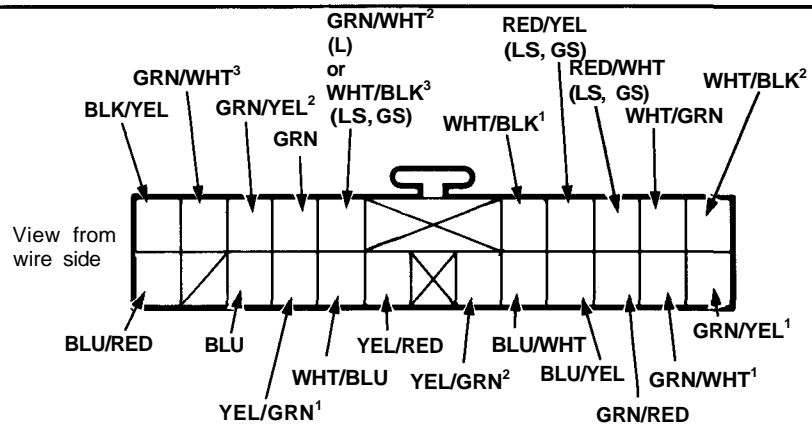 GRN/WHT²
(L)
or
WHT/BLK³
(LS, GS)
RED/YEL
(LS, GS)
RED/WHT
(LS, GS)
WHT/BLK²
GRN/WHT³
BLK/YEL
GRN/YEL²
GRN
WHT/BLK¹
WHT/GRN
View from
wire side
BLU/RED
BLU
YEL/GRN¹
WHT/BLU
YEL/RED
YEL/GRN²
BLU/WHT
BLU/YEL
GRN/RED
GRN/WHT¹
GRN/YEL¹